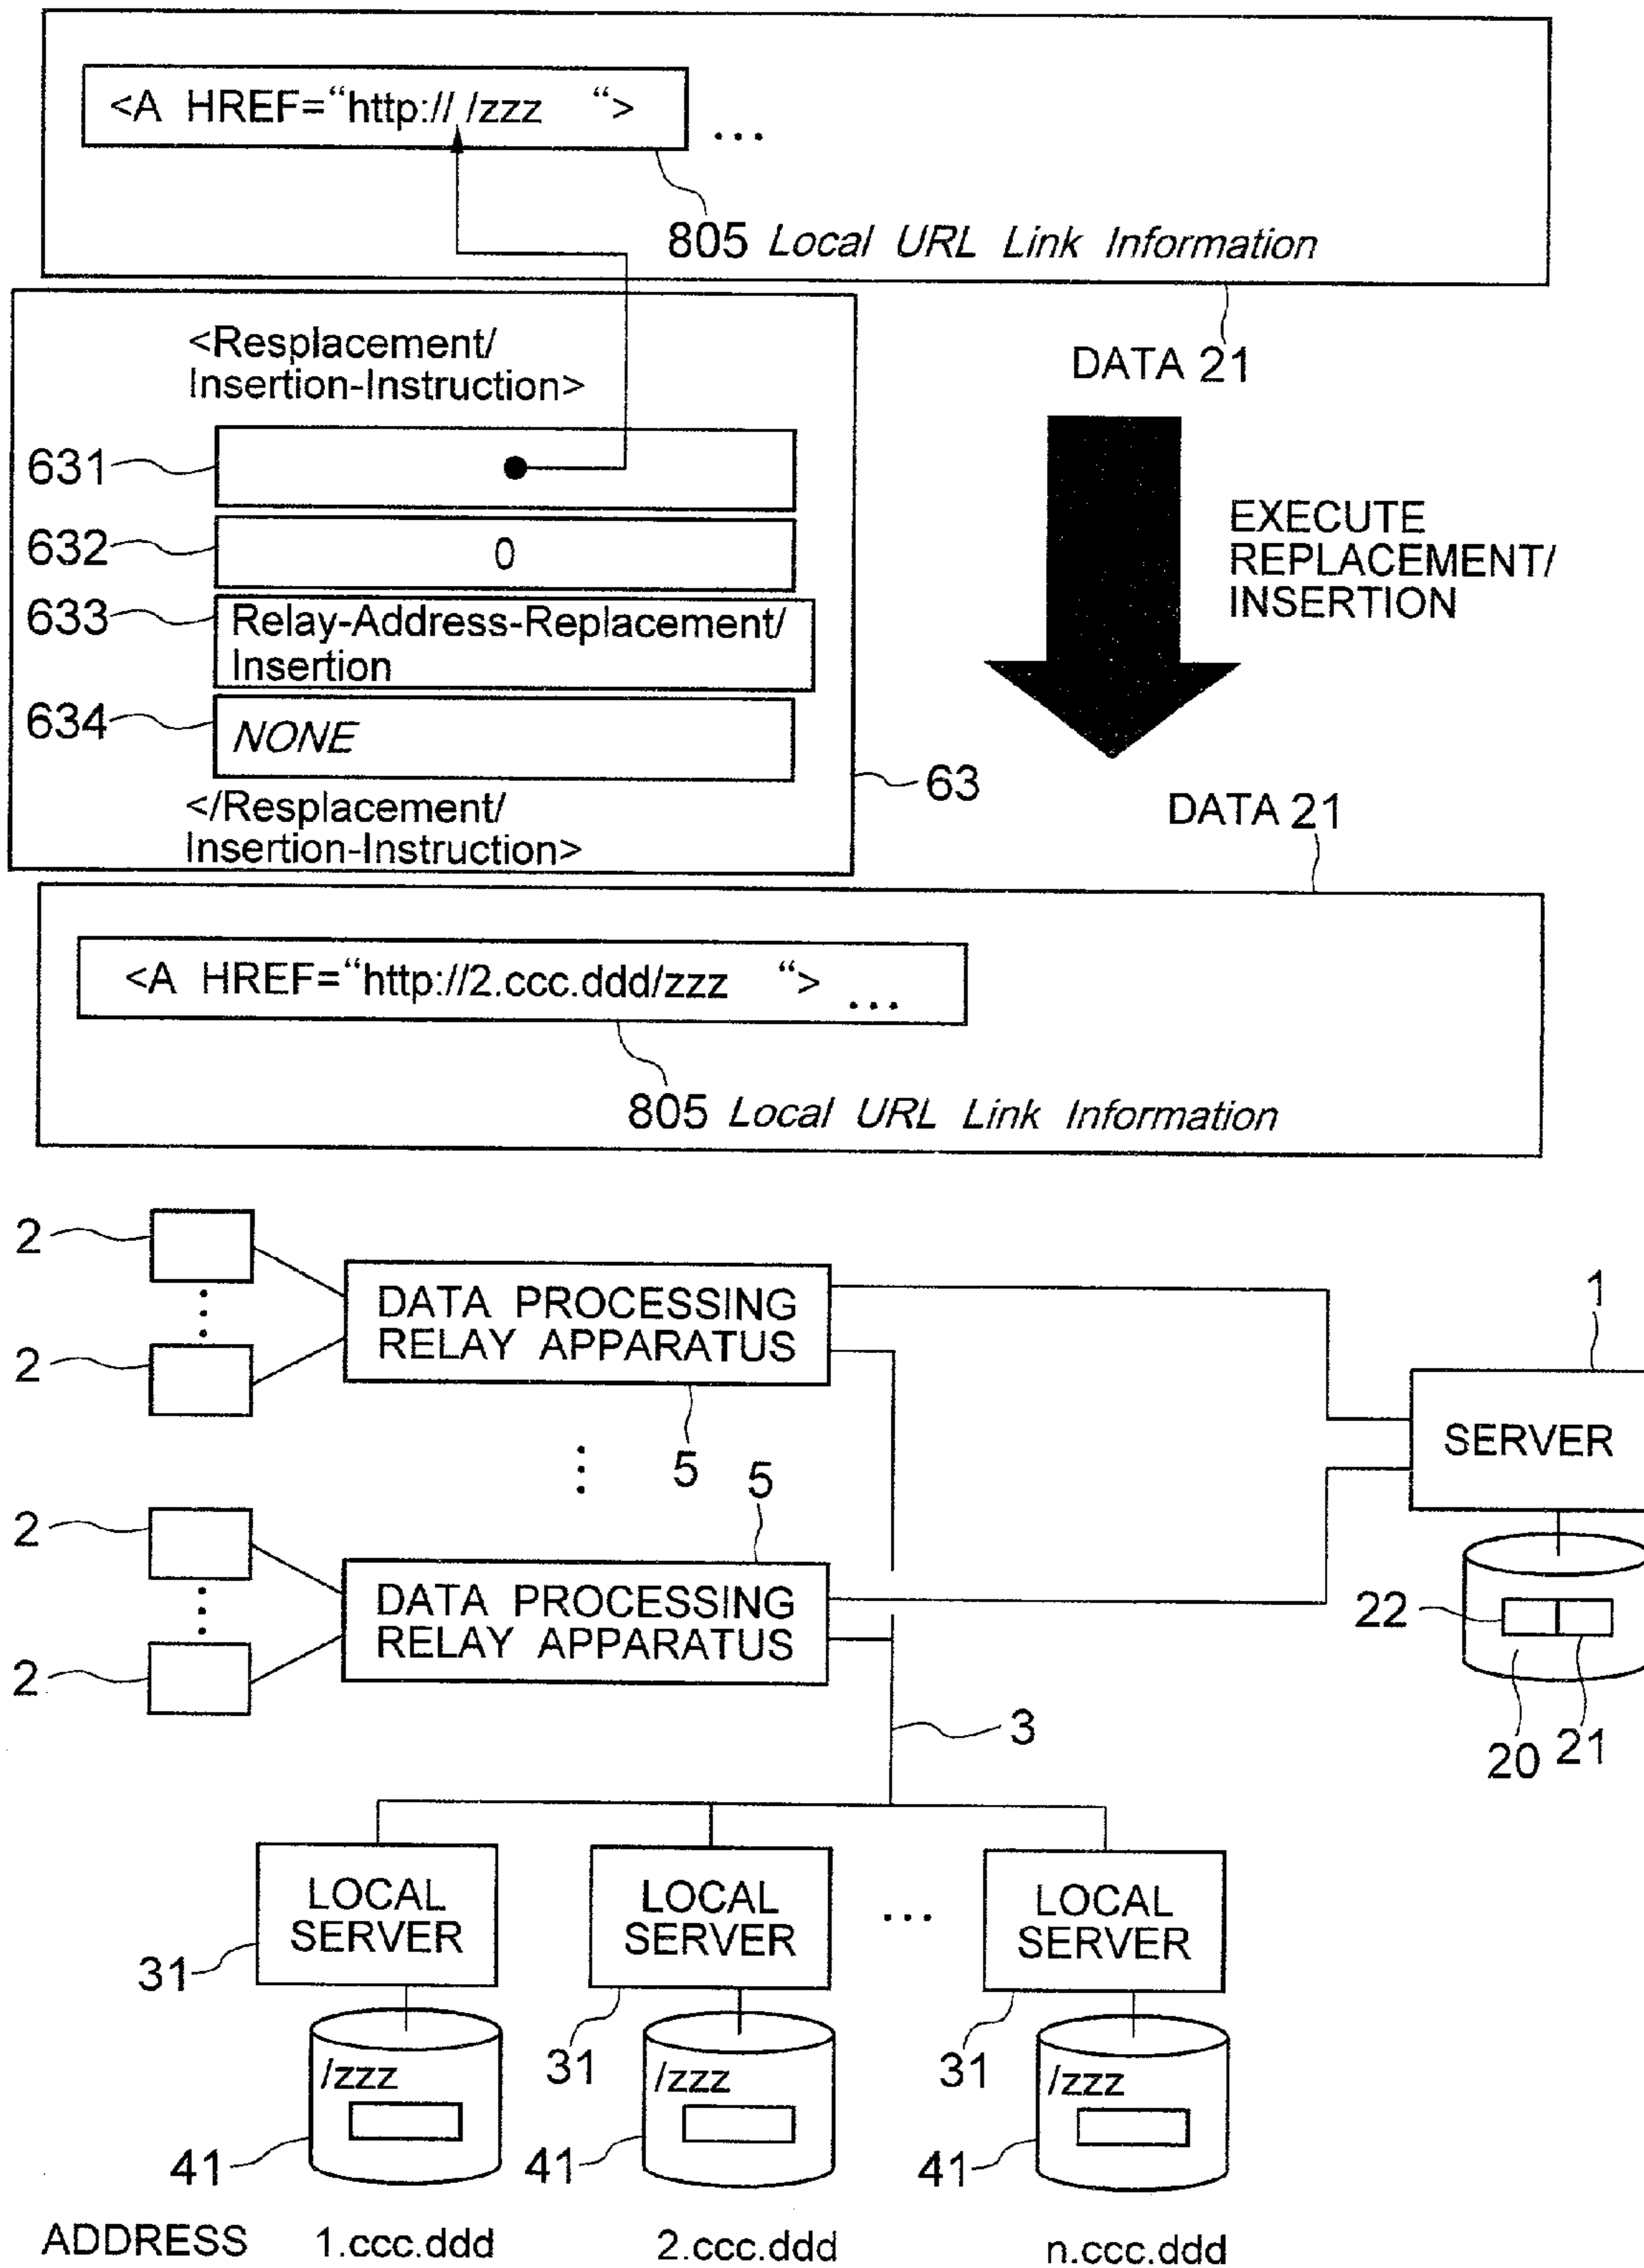 <A HREF="http:// /zzz “>
...
805 Local URL Link Information
<Resplacement/
Insertion-Instruction>
DATA 21
631
632
0
633
Relay-Address-Replacement/
Insertion
634
NONE
</Resplacement/
Insertion-Instruction>
63
EXECUTE
REPLACEMENT/
INSERTION
DATA 21
<A HREF=“http://2.ccc.ddd/zzz “> ...
805 Local URL Link Information
2
2
DATA PROCESSING
RELAY APPARATUS
5
1
SERVER
2
2
5
DATA PROCESSING
RELAY APPARATUS
22
20
21
3
LOCAL
SERVER
31
LOCAL
SERVER
31
...
LOCAL
SERVER
31
/zzz
41
/zzz
41
/zzz
41
ADDRESS 1.ccc.ddd 2.ccc.ddd n.ccc.ddd